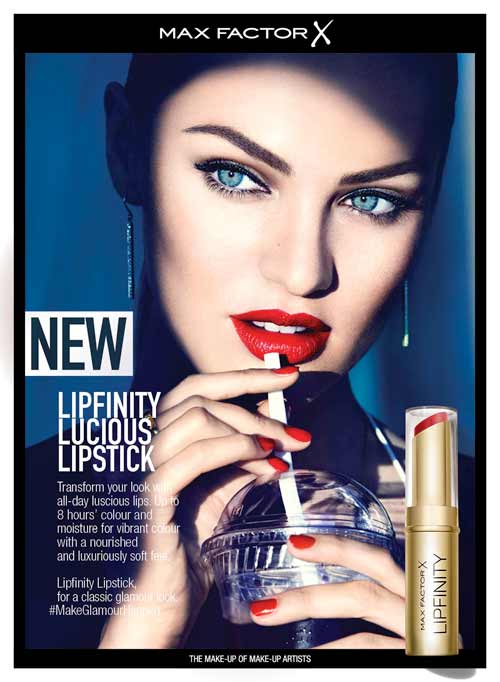 MAX FACTOR X
NEW
LIPFINITY
LUCIOUS
LIPSTICK
Transform your look with
all-day luscious lips. Up to
8 hours' colour and
moisture for vibrant colour
with a nourished
and luxuriously soft feel.
Lipfinity Lipstick,
for a classic glamour look.
#MakeGlamourHappen
MAX FACTOR X
LIPFINITY
THE MAKE-UP OF MAKE-UP ARTISTS